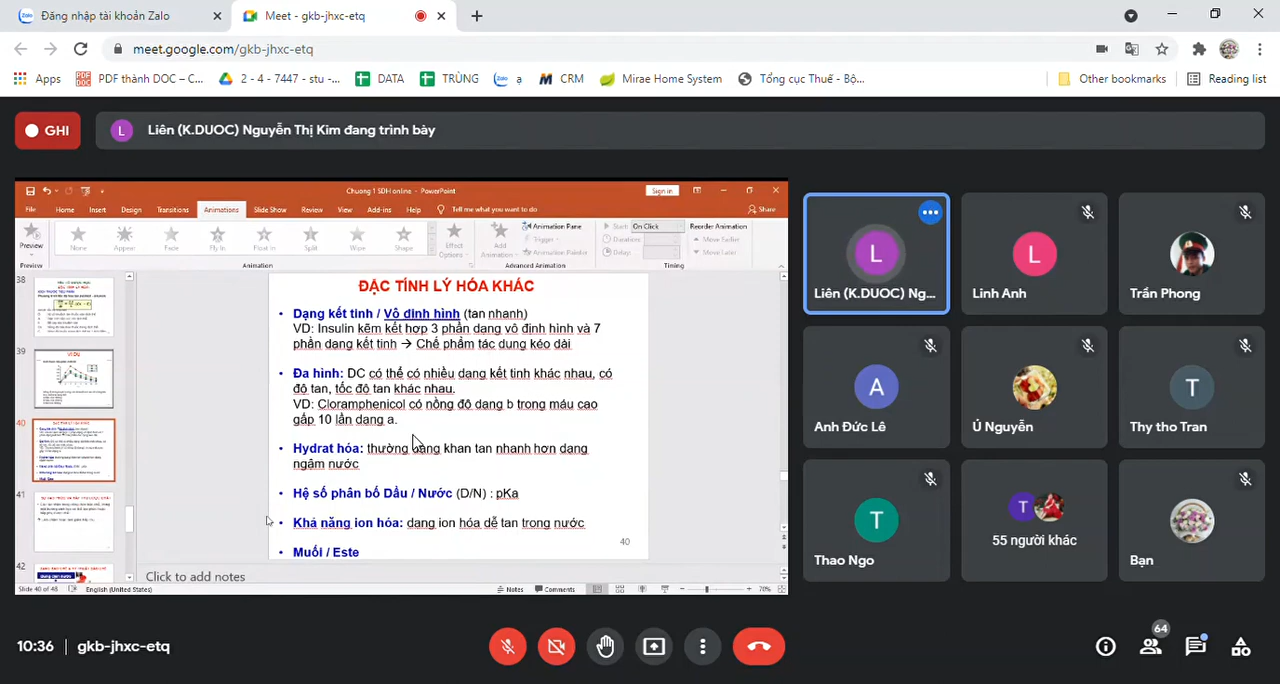 Đăng nhập tài khoản Zalo
Meet - gkb-jhxc-etq
meet.google.com/gkb-jhxc-etq
Apps
PDF thành DOC – C...
2 - 4 - 7447 - stu -...
DATA
TRÙNG
ạ
CRM
Mirae Home System
Tổng cục Thuế - Bộ...
Other bookmarks
Reading list
GHI
L
Liên (K.DUOC) Nguyễn Thị Kim đang trình bày
Chuong 1 SDH online - PowerPoint
Sign in
File Home Insert Design Transitions Animations Slide Show Review View Add-ins Help Tell me what you want to do
Share
Preview
None Appear Fade Fly In Float In Split Wipe Shape
Effect Options
Add Animation
Animation Pane
Trigger
Animation Painter
Start: On Click
Duration:
Delay:
Reorder Animation
Move Earlier
Move Later
Preview
Animation
Advanced Animation
Timing
38
39
40
41
42
ĐẶC TÍNH LÝ HÓA KHÁC
• Dạng kết tinh / Vô định hình (tan nhanh)
VD: Insulin kẽm kết hợp 3 phần dạng vô định hình và 7
phần dạng kết tinh → Chế phẩm tác dụng kéo dài
• Đa hình: DC có thể có nhiều dạng kết tinh khác nhau, có
độ tan, tốc độ tan khác nhau.
VD: Cloramphenicol có nồng độ dạng b trong máu cao
gấp 10 lần dạng a.
• Hydrat hóa: thường dạng khan tan nhanh hơn dạng
ngậm nước
• Hệ số phân bố Dầu / Nước (D/N) : pKa
• Khả năng ion hóa: dạng ion hóa dễ tan trong nước
• Muối / Este
40
Click to add notes
Slide 40 of 48
English (United States)
Notes
Comments
70%
L
Liên (K.DUOC) Ng...
L
Linh Anh
Trần Phong
A
Anh Đức Lê
Ủ Nguyễn
T
Thy tho Tran
T
Thao Ngo
T
55 người khác
Bạn
10:36
gkb-jhxc-etq
64